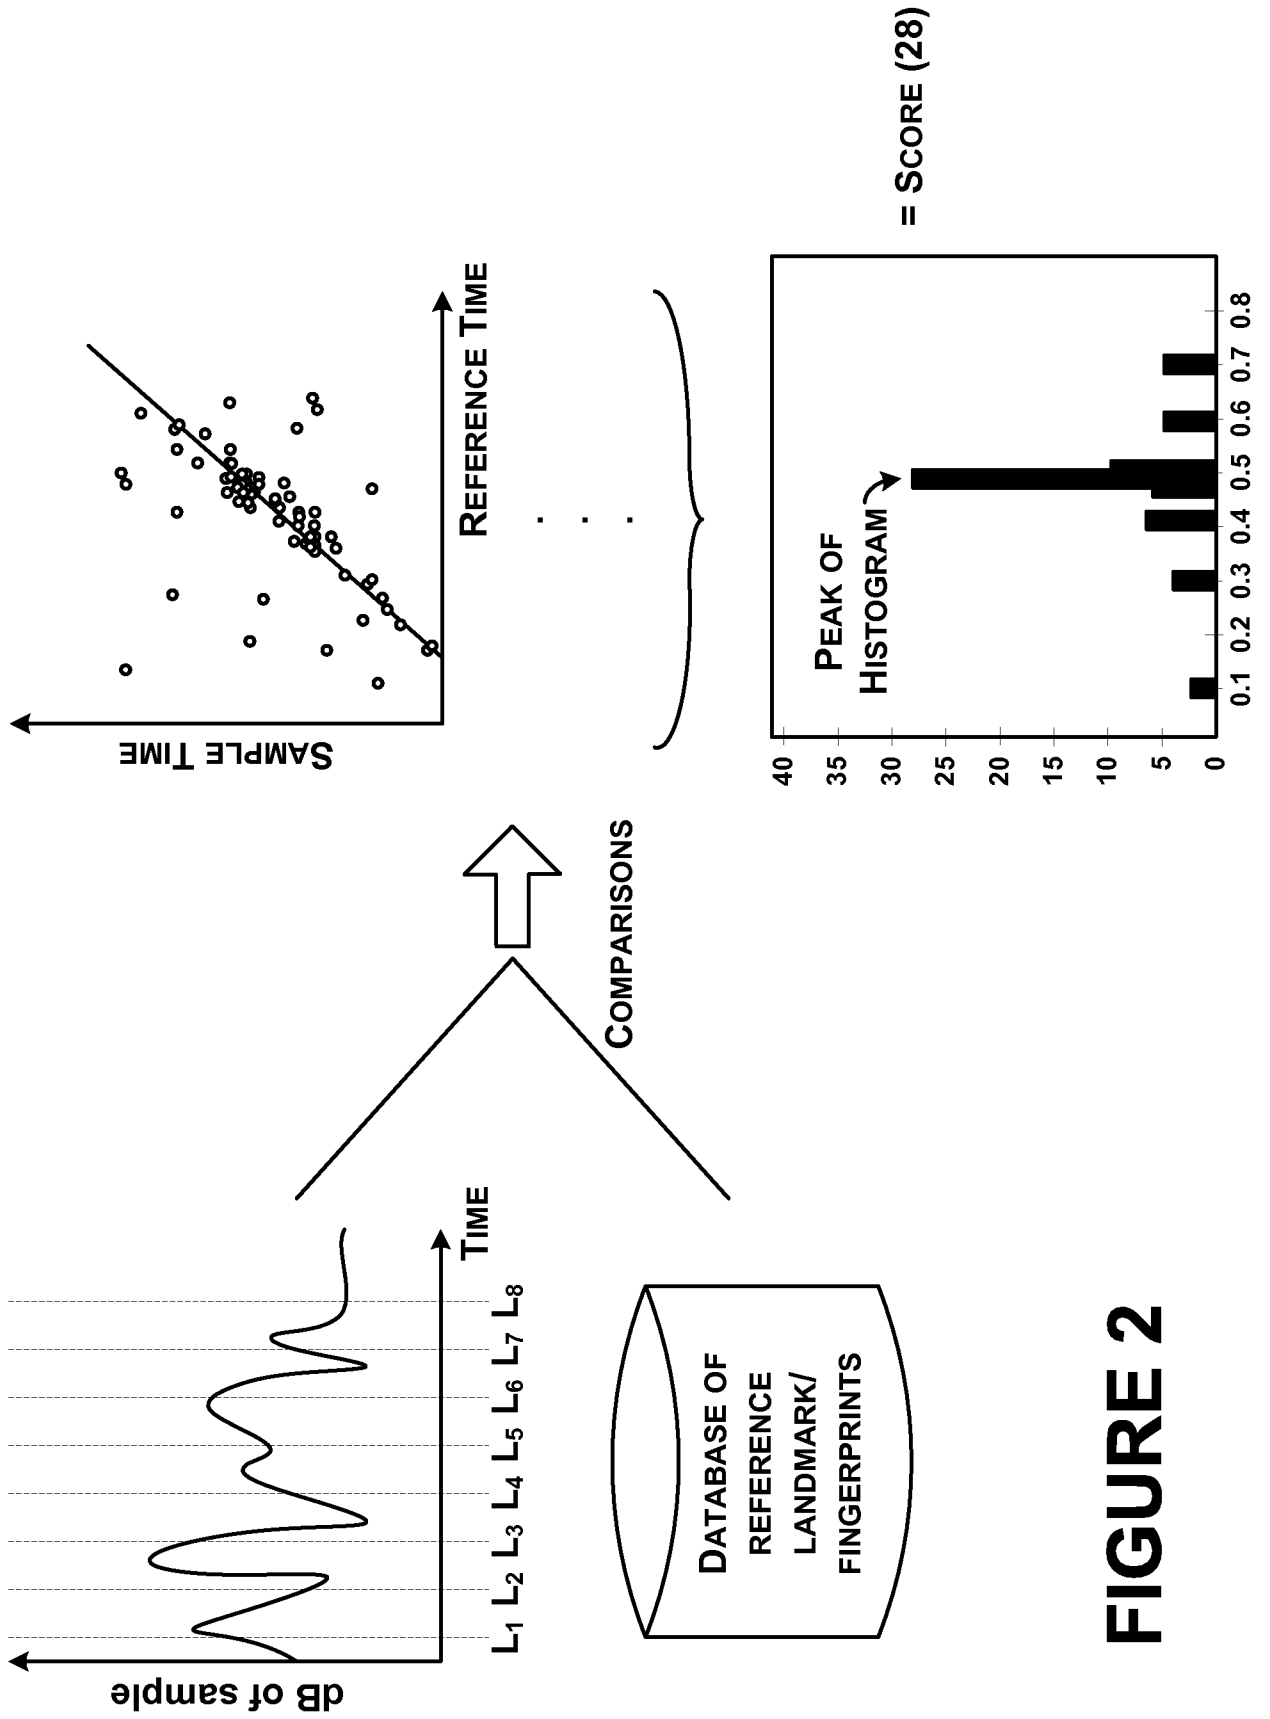 dB of sample
L1 L2 L3 L4 L5 L6 L7 L8
TIME
DATABASE OF
REFERENCE
LANDMARK/
FINGERPRINTS
COMPARISONS
SAMPLE TIME
REFERENCE TIME
. . .
40
35
30
25
20
15
10
5
0
PEAK OF
HISTOGRAM
0.1 0.2 0.3 0.4 0.5 0.6 0.7 0.8
= SCORE (28)
FIGURE 2